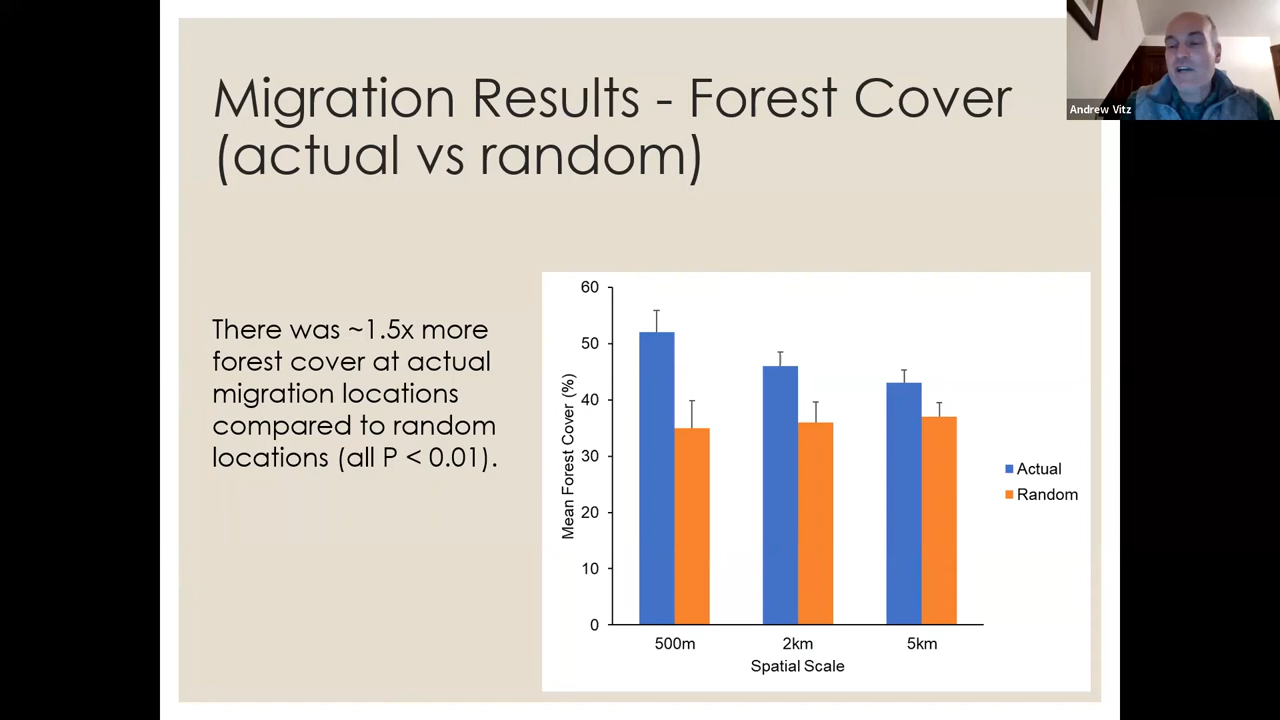 Migration Results - Forest Cover
(actual vs random)
Andrew Vitz
There was ~1.5x more
forest cover at actual
migration locations
compared to random
locations (all P < 0.01).
Mean Forest Cover (%)
60
50
40
30
20
10
0
500m
2km
5km
Spatial Scale
Actual
Random